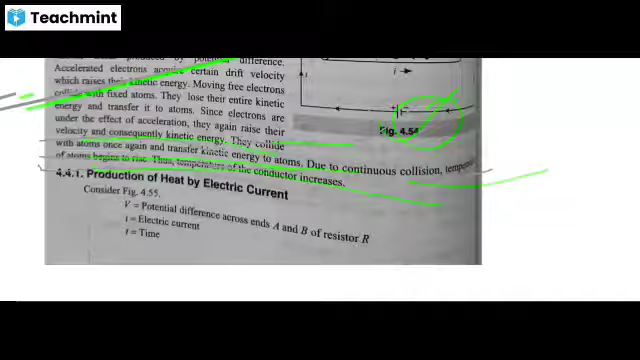 Teachmint
difference.
Accelerated electrons acquire certain drift velocity
which raises their kinetic energy. Moving free electrons
collide with fixed atoms. They lose their entire kinetic
energy and transfer it to atoms. Since electrons are
under the effect of acceleration, they again raise their
velocity and consequently kinetic energy. They collide
with atoms once again and transfer kinetic energy to atoms. Due to continuous collision,
of atoms begins to rise. Thus, temperature of the conductor increases.
i
Fig. 4.54
4.4.1. Production of Heat by Electric Current
Consider Fig. 4.55.
V = Potential difference across ends A and B of resistor R
i = Electric current
t = Time